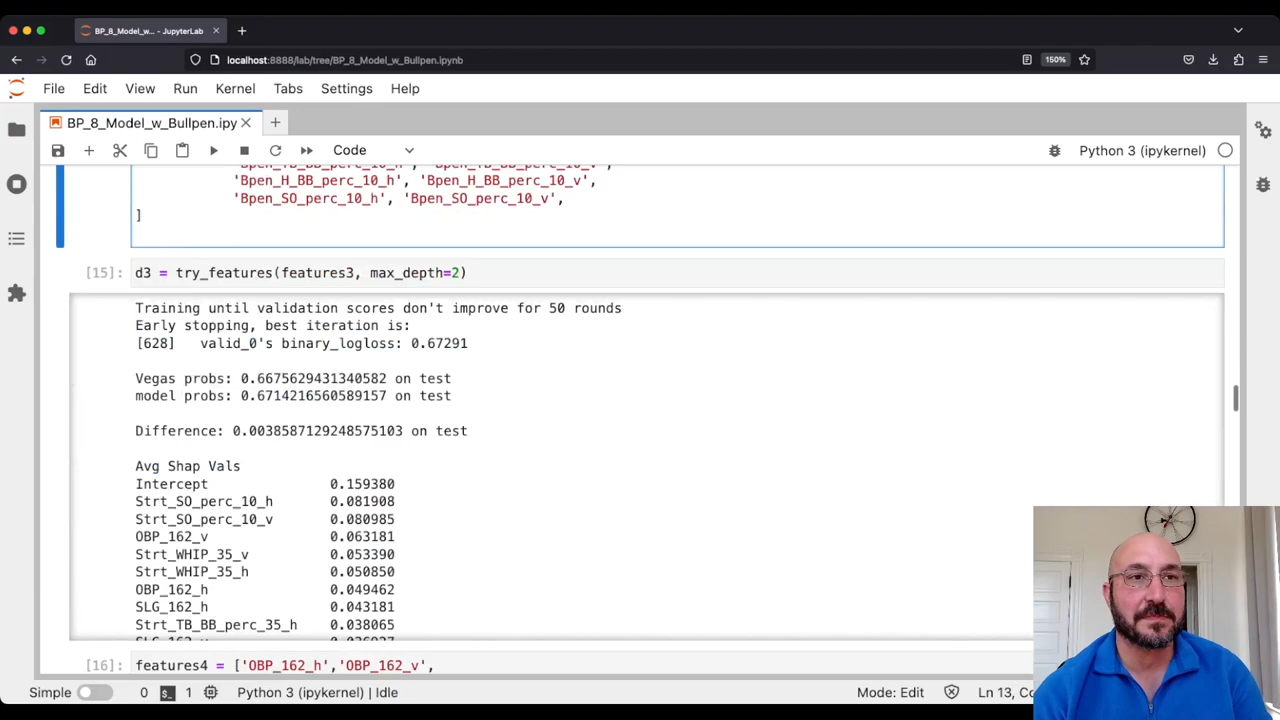 BP_8_Model_w... - JupyterLab
localhost:8888/lab/tree/BP_8_Model_w_Bullpen.ipynb
150%
File Edit View Run Kernel Tabs Settings Help
BP_8_Model_w_Bullpen.ipy
Code
Python 3 (ipykernel)
'Bpen_TB_BB_perc_10_h', 'Bpen_TB_BB_perc_10_v',
'Bpen_H_BB_perc_10_h', 'Bpen_H_BB_perc_10_v',
'Bpen_SO_perc_10_h', 'Bpen_SO_perc_10_v',
]
[15]: d3 = try_features(features3, max_depth=2)
Training until validation scores don't improve for 50 rounds
Early stopping, best iteration is:
[628] valid_0's binary_logloss: 0.67291
Vegas probs: 0.6675629431340582 on test
model probs: 0.6714216560589157 on test
Difference: 0.0038587129248575103 on test
Avg Shap Vals
Intercept 0.159380
Strt_SO_perc_10_h 0.081908
Strt_SO_perc_10_v 0.080985
OBP_162_v 0.063181
Strt_WHIP_35_v 0.053390
Strt_WHIP_35_h 0.050850
OBP_162_h 0.049462
SLG_162_h 0.043181
Strt_TB_BB_perc_35_h 0.038065
[16]: features4 = ['OBP_162_h','OBP_162_v',
Simple 0 1 Python 3 (ipykernel) | Idle Mode: Edit Ln 13,